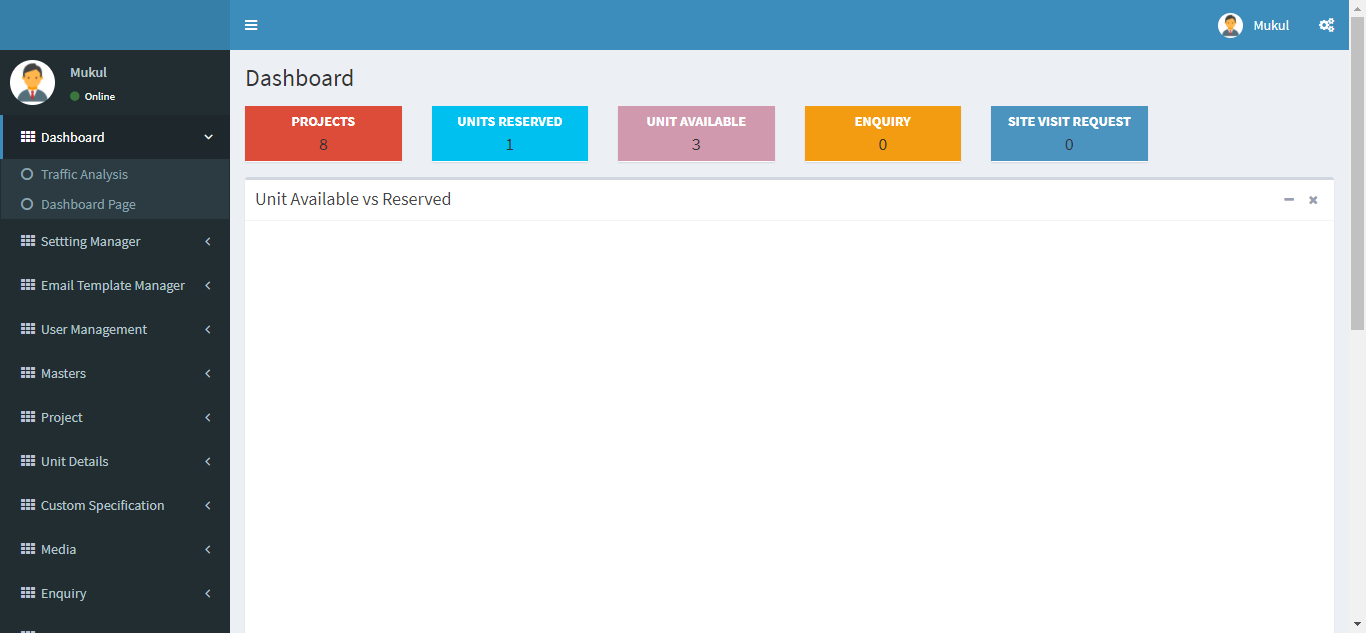 Mukul
Mukul
Online
Dashboard
Traffic Analysis
Dashboard Page
Settting Manager
Email Template Manager
User Management
Masters
Project
Unit Details
Custom Specification
Media
Enquiry
Dashboard
PROJECTS
8
UNITS RESERVED
1
UNIT AVAILABLE
3
ENQUIRY
0
SITE VISIT REQUEST
0
Unit Available vs Reserved